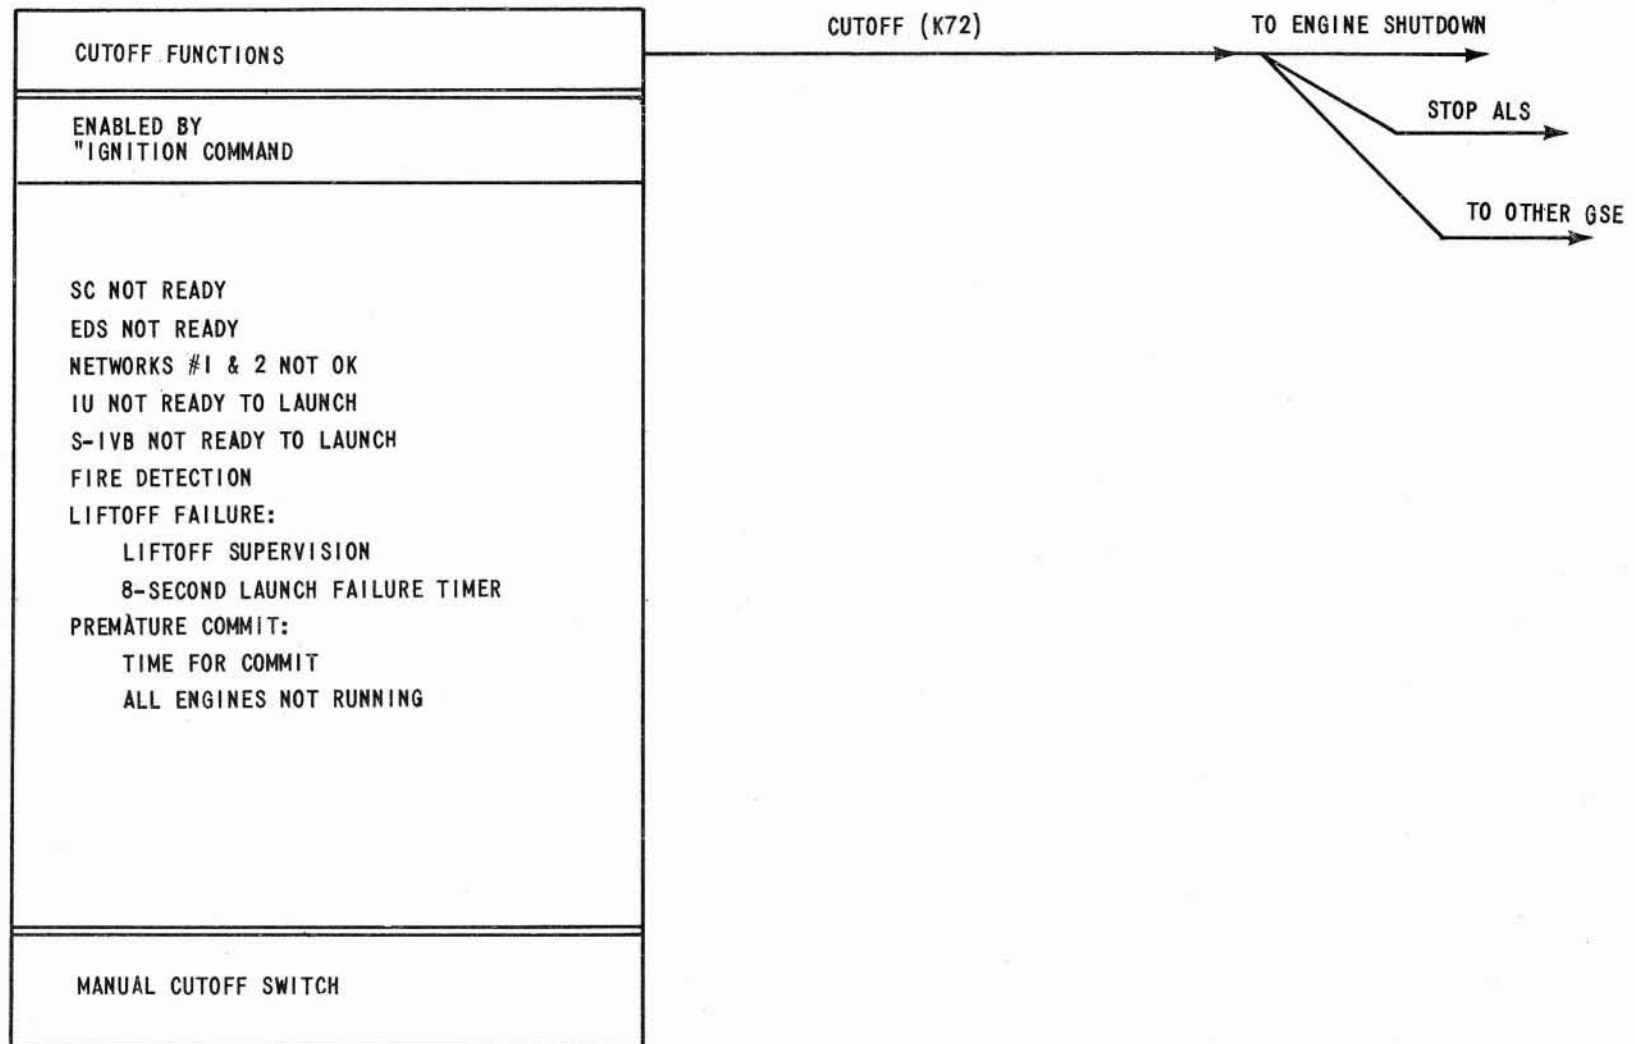 CUTOFF FUNCTIONS
ENABLED BY
"IGNITION COMMAND
SC NOT READY
EDS NOT READY
NETWORKS #1 & 2 NOT OK
IU NOT READY TO LAUNCH
S-IVB NOT READY TO LAUNCH
FIRE DETECTION
LIFTOFF FAILURE:
LIFTOFF SUPERVISION
8-SECOND LAUNCH FAILURE TIMER
PREMATURE COMMIT:
TIME FOR COMMIT
ALL ENGINES NOT RUNNING
MANUAL CUTOFF SWITCH
CUTOFF (K72)
TO ENGINE SHUTDOWN
STOP ALS
TO OTHER GSE